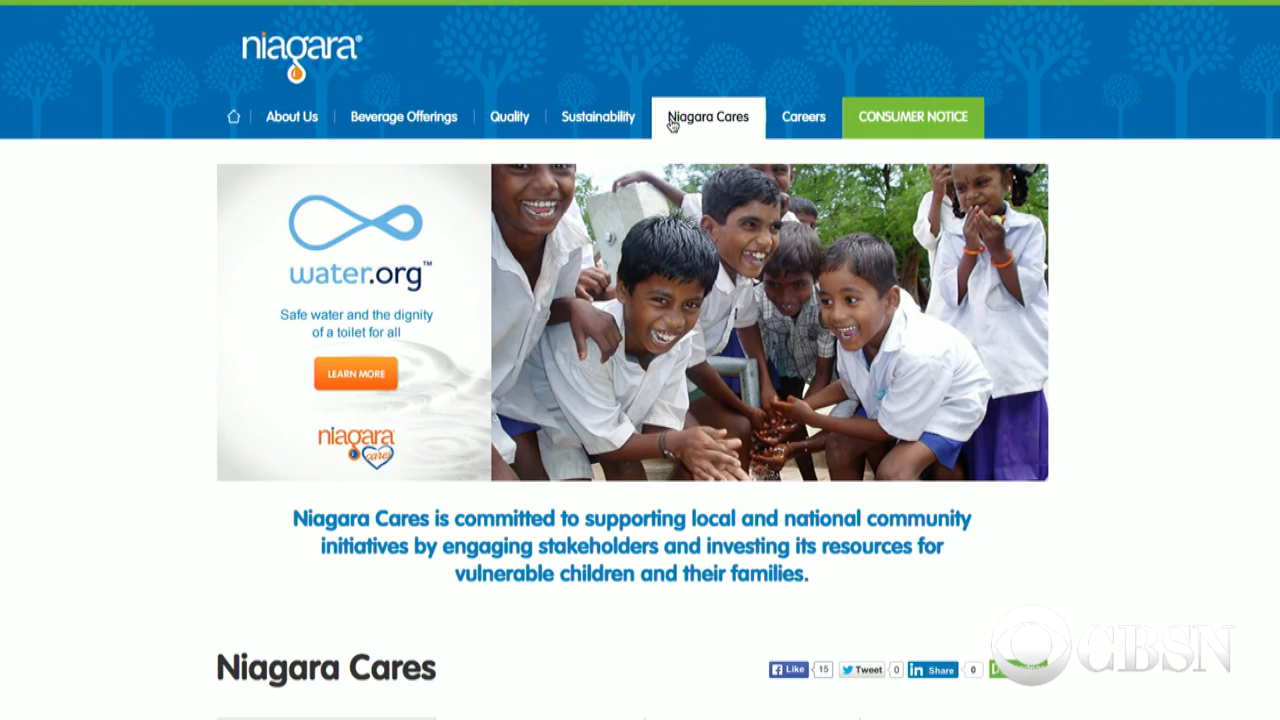 niagara®
About Us
Beverage Offerings
Quality
Sustainability
Niagara Cares
Careers
CONSUMER NOTICE
water.org™
Safe water and the dignity
of a toilet for all
LEARN MORE
niagara
cares
Niagara Cares is committed to supporting local and national community
initiatives by engaging stakeholders and investing its resources for
vulnerable children and their families.
Niagara Cares
Like 15
Tweet 0
in Share 0
CBSN